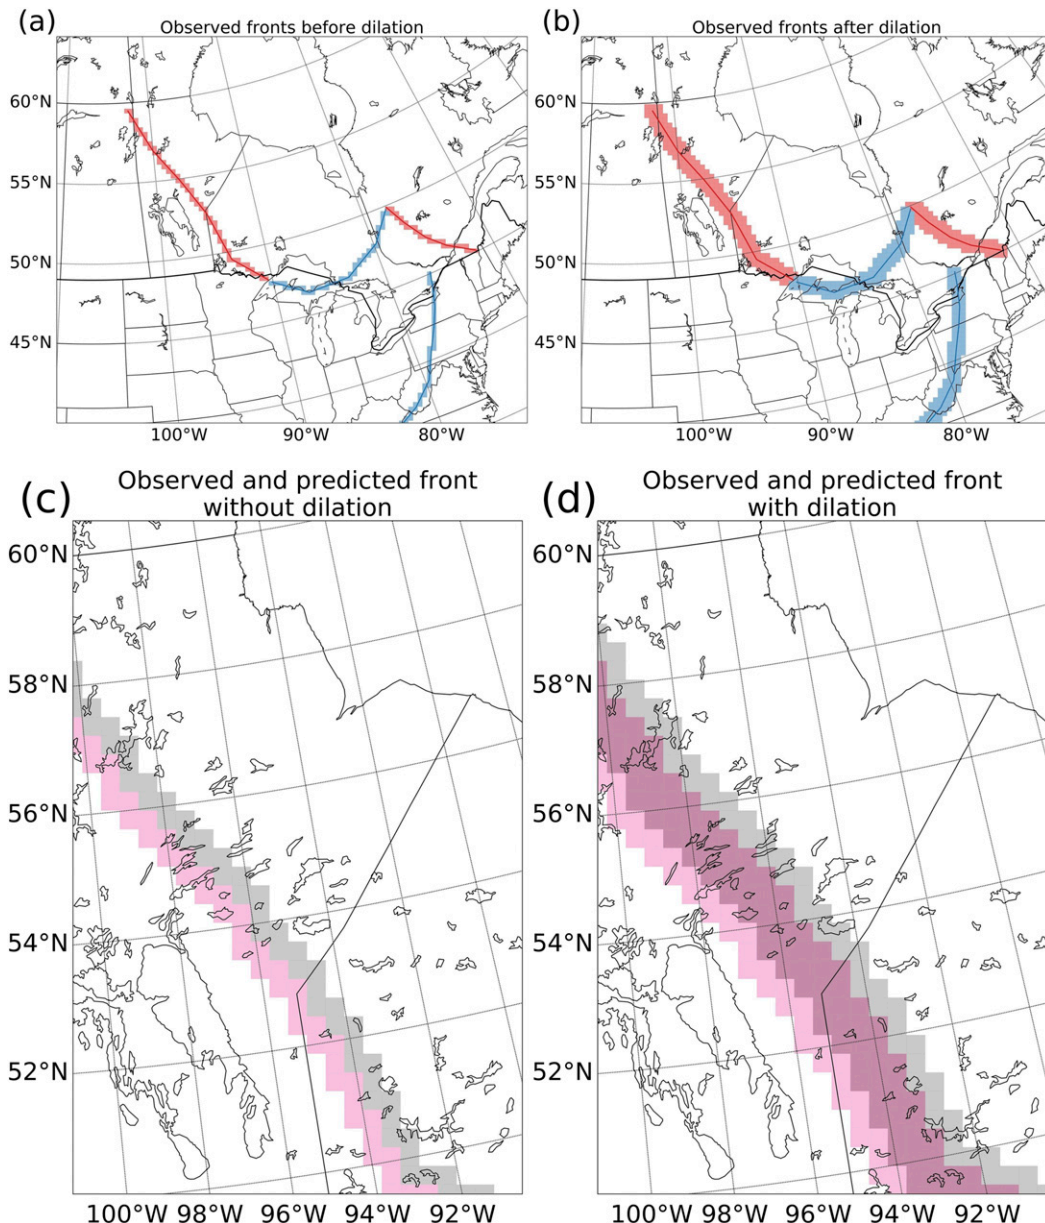 (a)
Observed fronts before dilation
60°N
55°N
50°N
45°N
100°W
90°W
80°W
(b)
Observed fronts after dilation
60°N
55°N
50°N
45°N
100°W
90°W
80°W
(c)
Observed and predicted front
without dilation
60°N
58°N
56°N
54°N
52°N
100°W 98°W 96°W 94°W 92°W
(d)
Observed and predicted front
with dilation
60°N
58°N
56°N
54°N
52°N
100°W 98°W 96°W 94°W 92°W